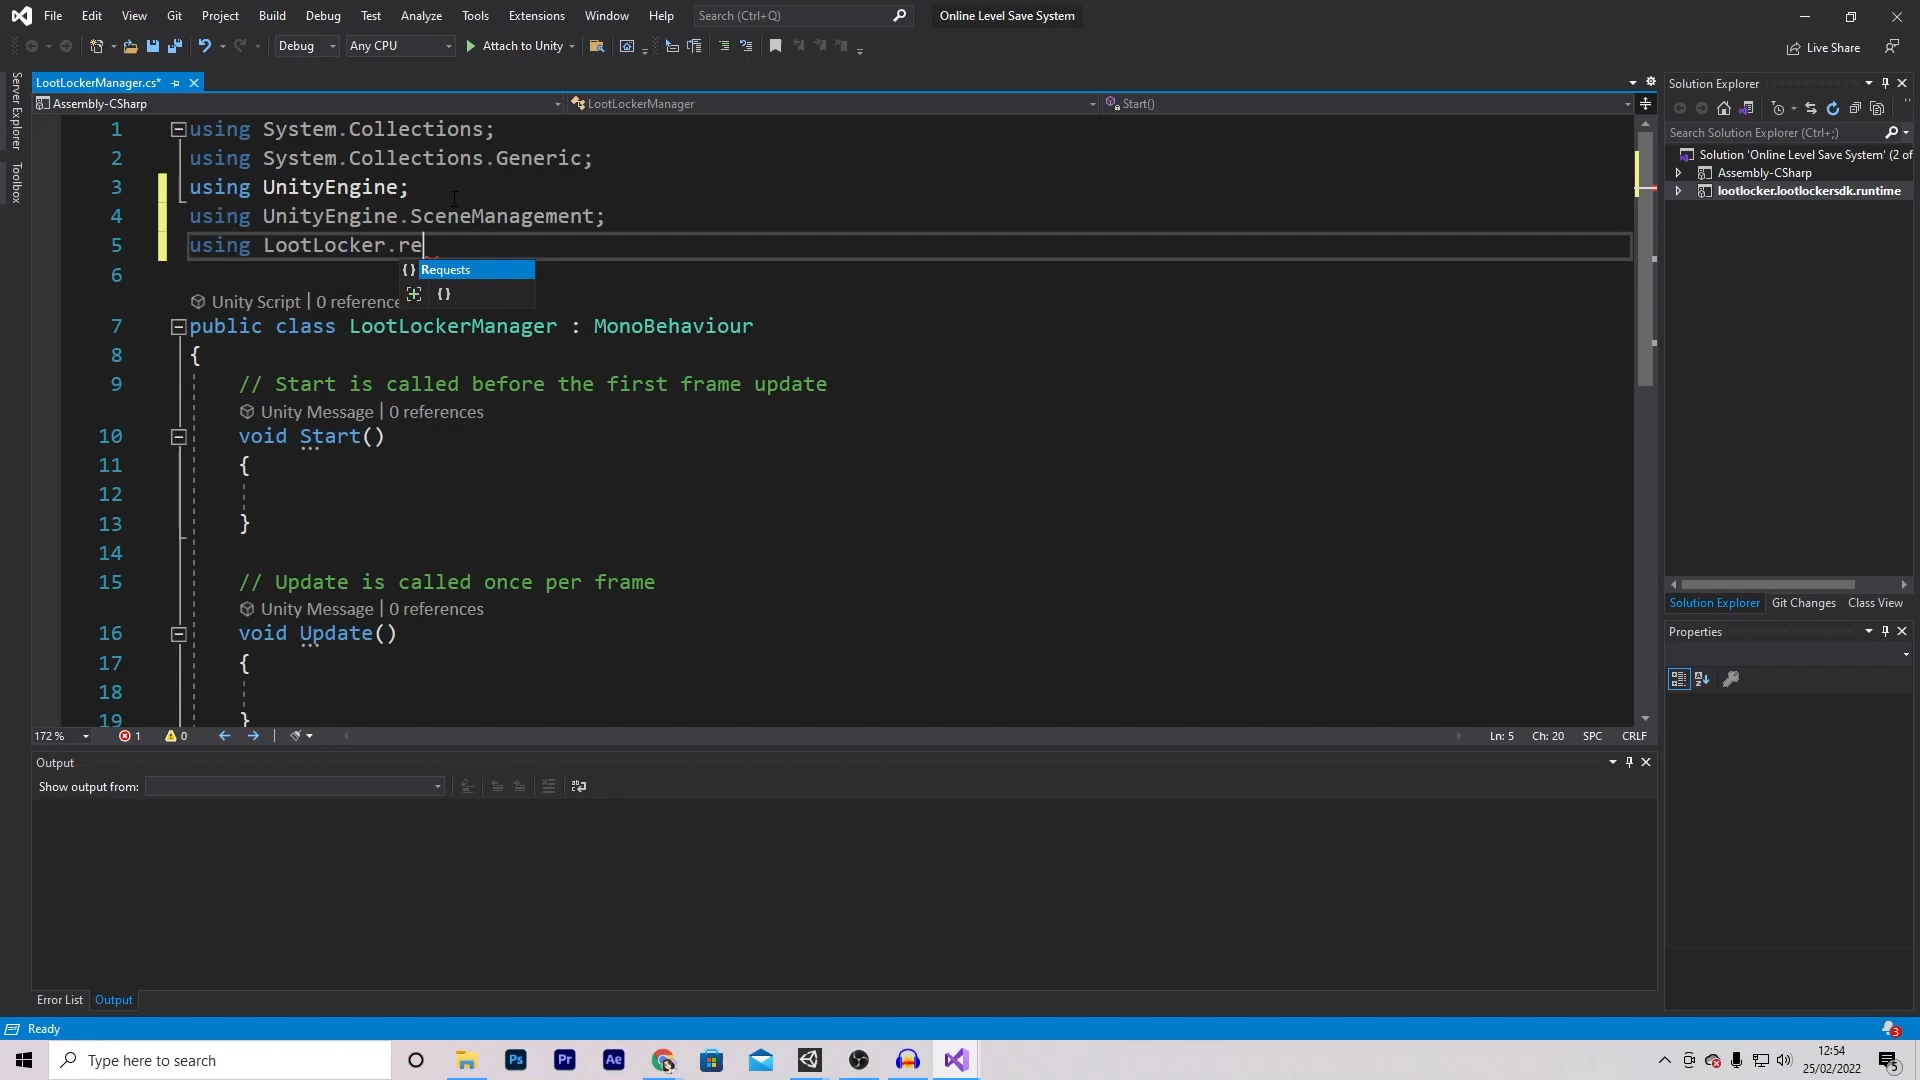 File Edit View Git Project Build Debug Test Analyze Tools Extensions Window Help Search (Ctrl+Q) Online Level Save System
Debug Any CPU Attach to Unity Live Share
Server Explorer
Toolbox
LootLockerManager.cs*
Assembly-CSharp LootLockerManager Start()
1 using System.Collections;
2 using System.Collections.Generic;
3 using UnityEngine;
4 using UnityEngine.SceneManagement;
5 using LootLocker.re
{} Requests
6 {}
Unity Script | 0 reference
7 public class LootLockerManager : MonoBehaviour
8 {
9 // Start is called before the first frame update
Unity Message | 0 references
10 void Start()
11 {
12
13 }
14
15 // Update is called once per frame
Unity Message | 0 references
16 void Update()
17 {
18
19 }
172 % 1 0 Ln: 5 Ch: 20 SPC CRLF
Output
Show output from:
Error List Output
Solution Explorer
Search Solution Explorer (Ctrl+;)
Solution 'Online Level Save System' (2 of
Assembly-CSharp
lootlocker.lootlockersdk.runtime
Solution Explorer Git Changes Class View
Properties
Ready 3
Type here to search
Ps Pr Ae
12:54
25/02/2022
5